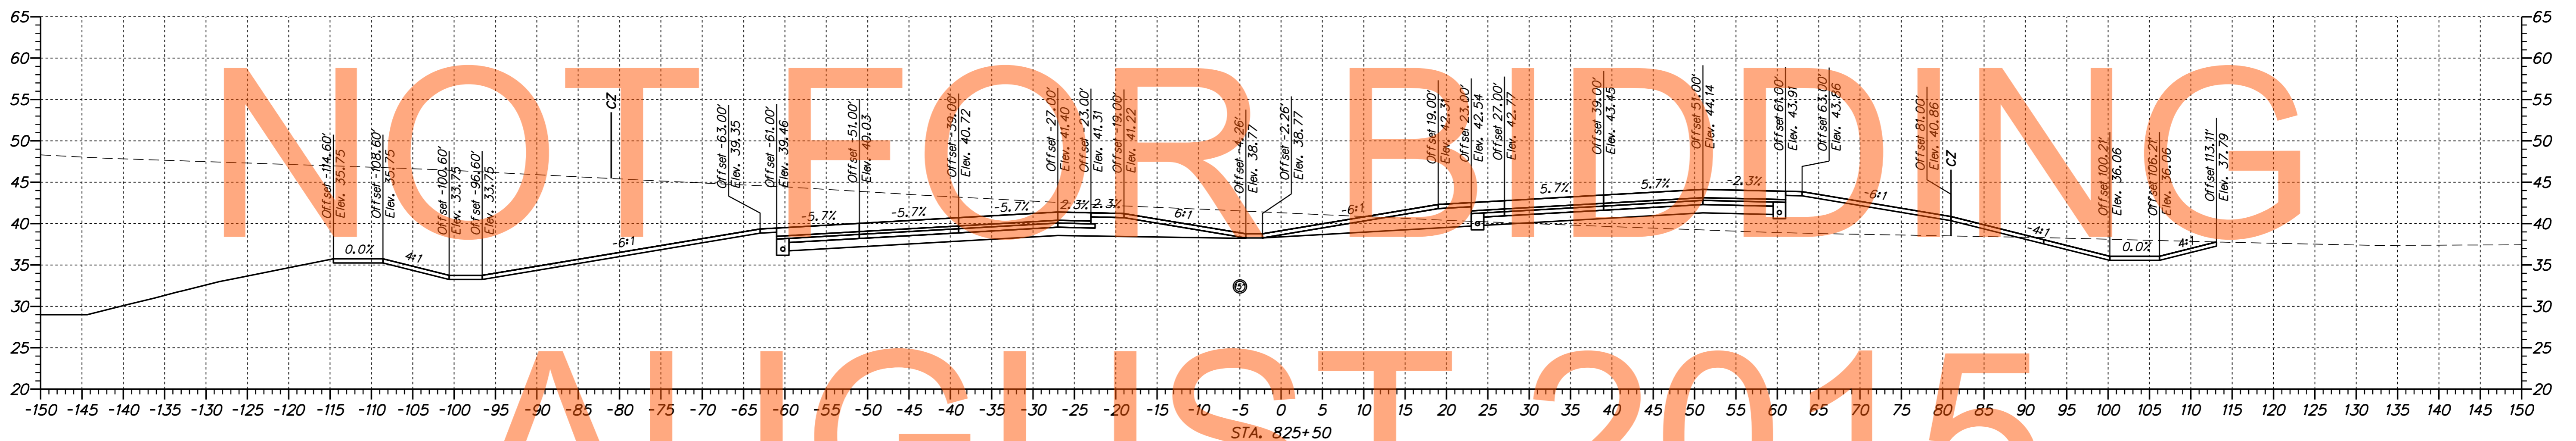 65
60
55
50
45
40
35
30
25
20
NOT FOR BIDDING
AUGUST 2015
CZ
Offset -114.60'
Elev. 35.75
Offset -108.60'
Elev. 35.75
Offset -100.60'
Elev. 33.75
Offset -96.60'
Elev. 33.75
Offset -63.00'
Elev. 39.35
Offset -61.00'
Elev. 39.46
Offset -51.00'
Elev. 40.03
Offset -39.00'
Elev. 40.72
Offset -27.00'
Elev. 41.40
Offset -23.00'
Elev. 41.31
Offset -19.00'
Elev. 41.22
Offset -4.26'
Elev. 38.77
Offset -2.26'
Elev. 38.77
Offset 19.00'
Elev. 42.31
Offset 23.00'
Elev. 42.54
Offset 27.00'
Elev. 42.77
Offset 39.00'
Elev. 43.45
Offset 51.00'
Elev. 44.14
Offset 61.00'
Elev. 43.91
Offset 63.00'
Elev. 43.86
Offset 81.00'
Elev. 40.86
CZ
Offset 100.21'
Elev. 36.06
Offset 106.21'
Elev. 36.06
Offset 113.11'
Elev. 37.79
0.0%
4:1
-6:1
-5.7%
-5.7%
-5.7%
2.3%
2.3%
6:1
-6:1
5.7%
5.7%
-2.3%
-6:1
-4:1
0.0%
4:1
65
60
55
50
45
40
35
30
25
20
-150 -145 -140 -135 -130 -125 -120 -115 -110 -105 -100 -95 -90 -85 -80 -75 -70 -65 -60 -55 -50 -45 -40 -35 -30 -25 -20 -15 -10 -5 0 5 10 15 20 25 30 35 40 45 50 55 60 65 70 75 80 85 90 95 100 105 110 115 120 125 130 135 140 145 150
STA. 825+50